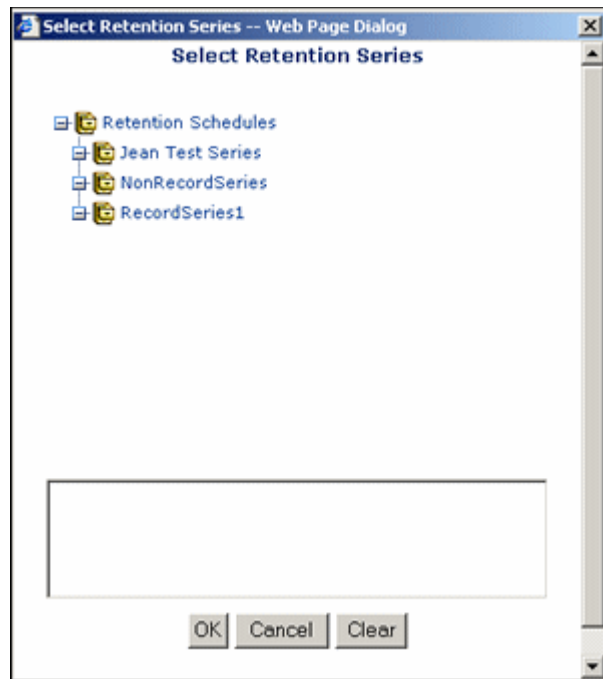 Select Retention Series -- Web Page Dialog
Select Retention Series
Retention Schedules
Jean Test Series
NonRecordSeries
RecordSeries1
OK Cancel Clear